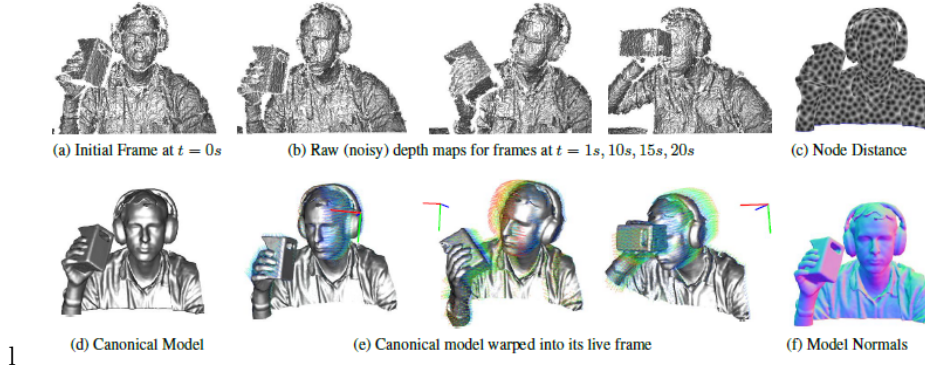 (a) Initial Frame at t = 0s
(b) Raw (noisy) depth maps for frames at t = 1s, 10s, 15s, 20s
(c) Node Distance
(d) Canonical Model
(e) Canonical model warped into its live frame
(f) Model Normals
l